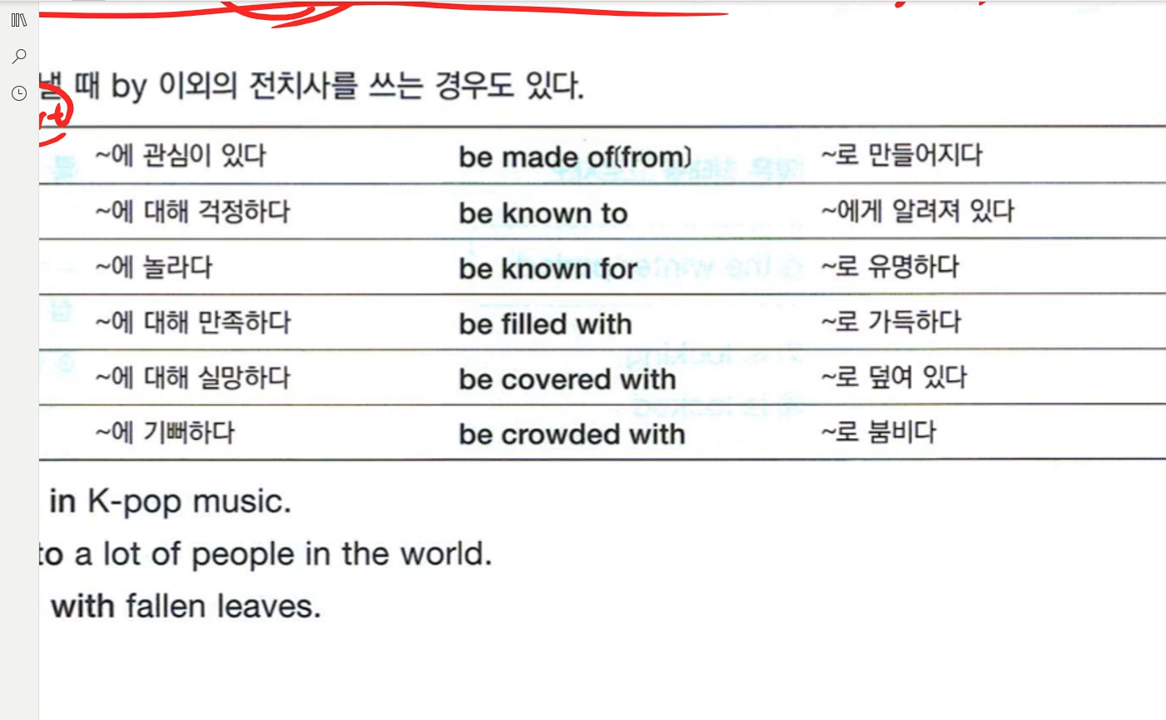 낼 때 by 이외의 전치사를 쓰는 경우도 있다.
~에 관심이 있다 be made of(from) ~로 만들어지다
~에 대해 걱정하다 be known to ~에게 알려져 있다
~에 놀라다 be known for ~로 유명하다
~에 대해 만족하다 be filled with ~로 가득하다
~에 대해 실망하다 be covered with ~로 덮여 있다
~에 기뻐하다 be crowded with ~로 붐비다
in K-pop music.
to a lot of people in the world.
with fallen leaves.